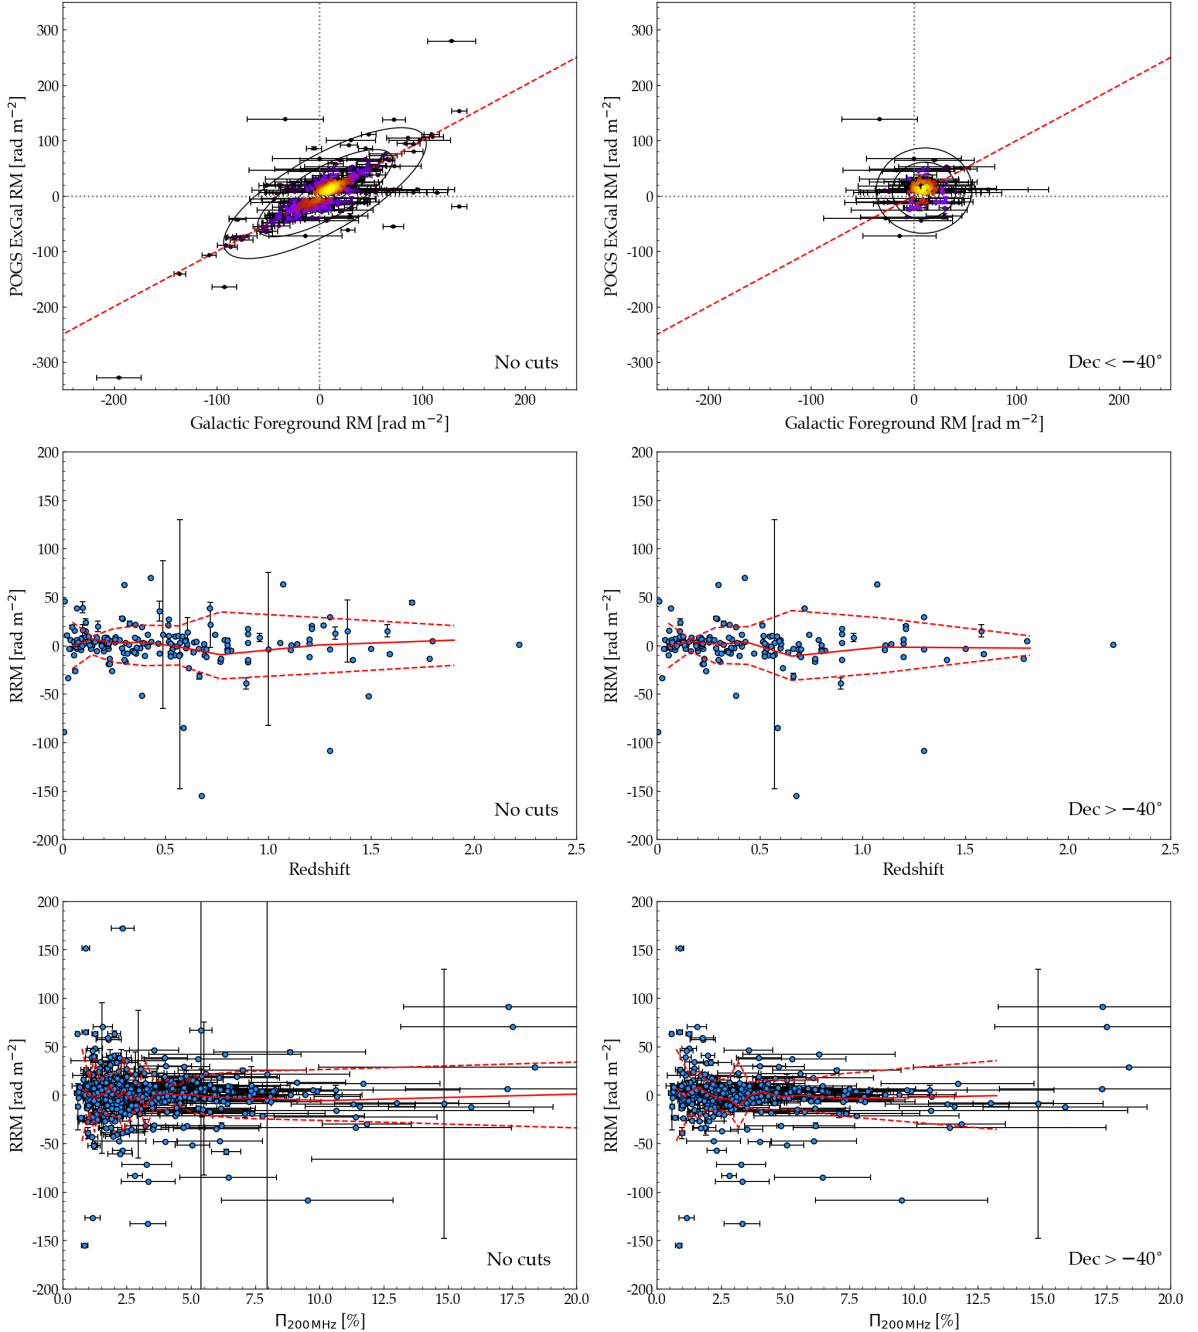 300
200
100
0
-100
-200
-300
POGS ExGal RM [rad m⁻²]
No cuts
-200 -100 0 100 200
Galactic Foreground RM [rad m⁻²]
300
200
100
0
-100
-200
-300
POGS ExGal RM [rad m⁻²]
Dec < −40°
-200 -100 0 100 200
Galactic Foreground RM [rad m⁻²]
200
150
100
50
0
-50
-100
-150
-200
RRM [rad m⁻²]
No cuts
0 0.5 1.0 1.5 2.0 2.5
Redshift
200
150
100
50
0
-50
-100
-150
-200
RRM [rad m⁻²]
Dec > −40°
0 0.5 1.0 1.5 2.0 2.5
Redshift
200
150
100
50
0
-50
-100
-150
-200
RRM [rad m⁻²]
No cuts
0.0 2.5 5.0 7.5 10.0 12.5 15.0 17.5 20.0
Π200 MHz [%]
200
150
100
50
0
-50
-100
-150
-200
RRM [rad m⁻²]
Dec > −40°
0.0 2.5 5.0 7.5 10.0 12.5 15.0 17.5 20.0
Π200 MHz [%]